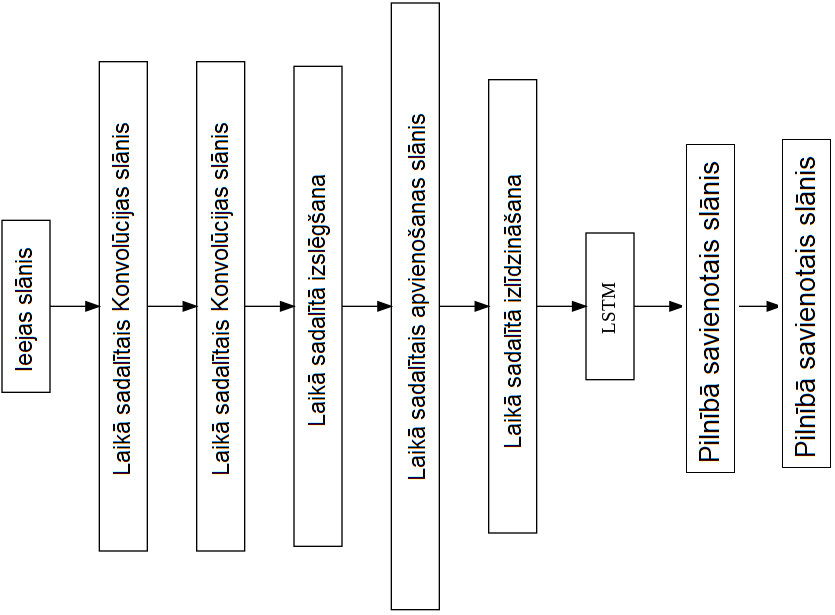 Ieejas slānis
Laikā sadalītais Konvolūcijas slānis
Laikā sadalītais Konvolūcijas slānis
Laikā sadalītā izslēgšana
Laikā sadalītais apvienošanas slānis
Laikā sadalītā izlīdzināšana
LSTM
Pilnībā savienotais slānis
Pilnībā savienotais slānis